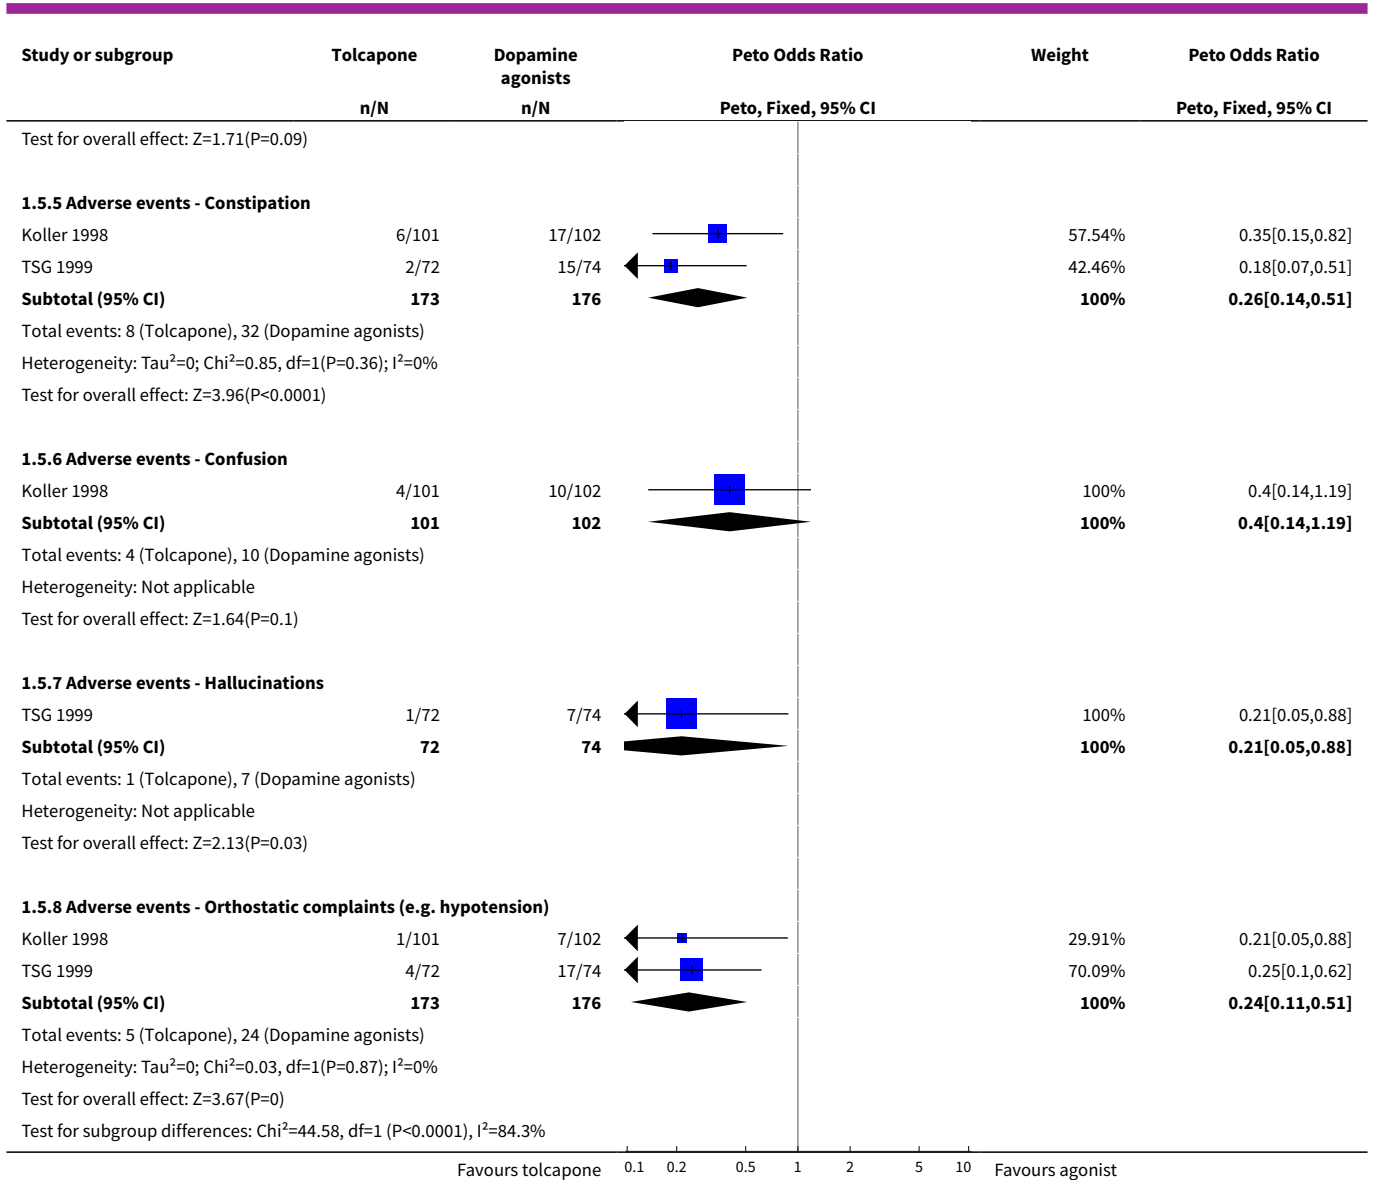 Study or subgroup Tolcapone Dopamine agonists Peto Odds Ratio Weight Peto Odds Ratio
n/N n/N Peto, Fixed, 95% CI Peto, Fixed, 95% CI
Test for overall effect: Z=1.71(P=0.09)
1.5.5 Adverse events - Constipation
Koller 1998 6/101 17/102 57.54% 0.35[0.15,0.82]
TSG 1999 2/72 15/74 42.46% 0.18[0.07,0.51]
Subtotal (95% CI) 173 176 100% 0.26[0.14,0.51]
Total events: 8 (Tolcapone), 32 (Dopamine agonists)
Heterogeneity: Tau²=0; Chi²=0.85, df=1(P=0.36); I²=0%
Test for overall effect: Z=3.96(P<0.0001)
1.5.6 Adverse events - Confusion
Koller 1998 4/101 10/102 100% 0.4[0.14,1.19]
Subtotal (95% CI) 101 102 100% 0.4[0.14,1.19]
Total events: 4 (Tolcapone), 10 (Dopamine agonists)
Heterogeneity: Not applicable
Test for overall effect: Z=1.64(P=0.1)
1.5.7 Adverse events - Hallucinations
TSG 1999 1/72 7/74 100% 0.21[0.05,0.88]
Subtotal (95% CI) 72 74 100% 0.21[0.05,0.88]
Total events: 1 (Tolcapone), 7 (Dopamine agonists)
Heterogeneity: Not applicable
Test for overall effect: Z=2.13(P=0.03)
1.5.8 Adverse events - Orthostatic complaints (e.g. hypotension)
Koller 1998 1/101 7/102 29.91% 0.21[0.05,0.88]
TSG 1999 4/72 17/74 70.09% 0.25[0.1,0.62]
Subtotal (95% CI) 173 176 100% 0.24[0.11,0.51]
Total events: 5 (Tolcapone), 24 (Dopamine agonists)
Heterogeneity: Tau²=0; Chi²=0.03, df=1(P=0.87); I²=0%
Test for overall effect: Z=3.67(P=0)
Test for subgroup differences: Chi²=44.58, df=1 (P<0.0001), I²=84.3%
Favours tolcapone 0.1 0.2 0.5 1 2 5 10 Favours agonist